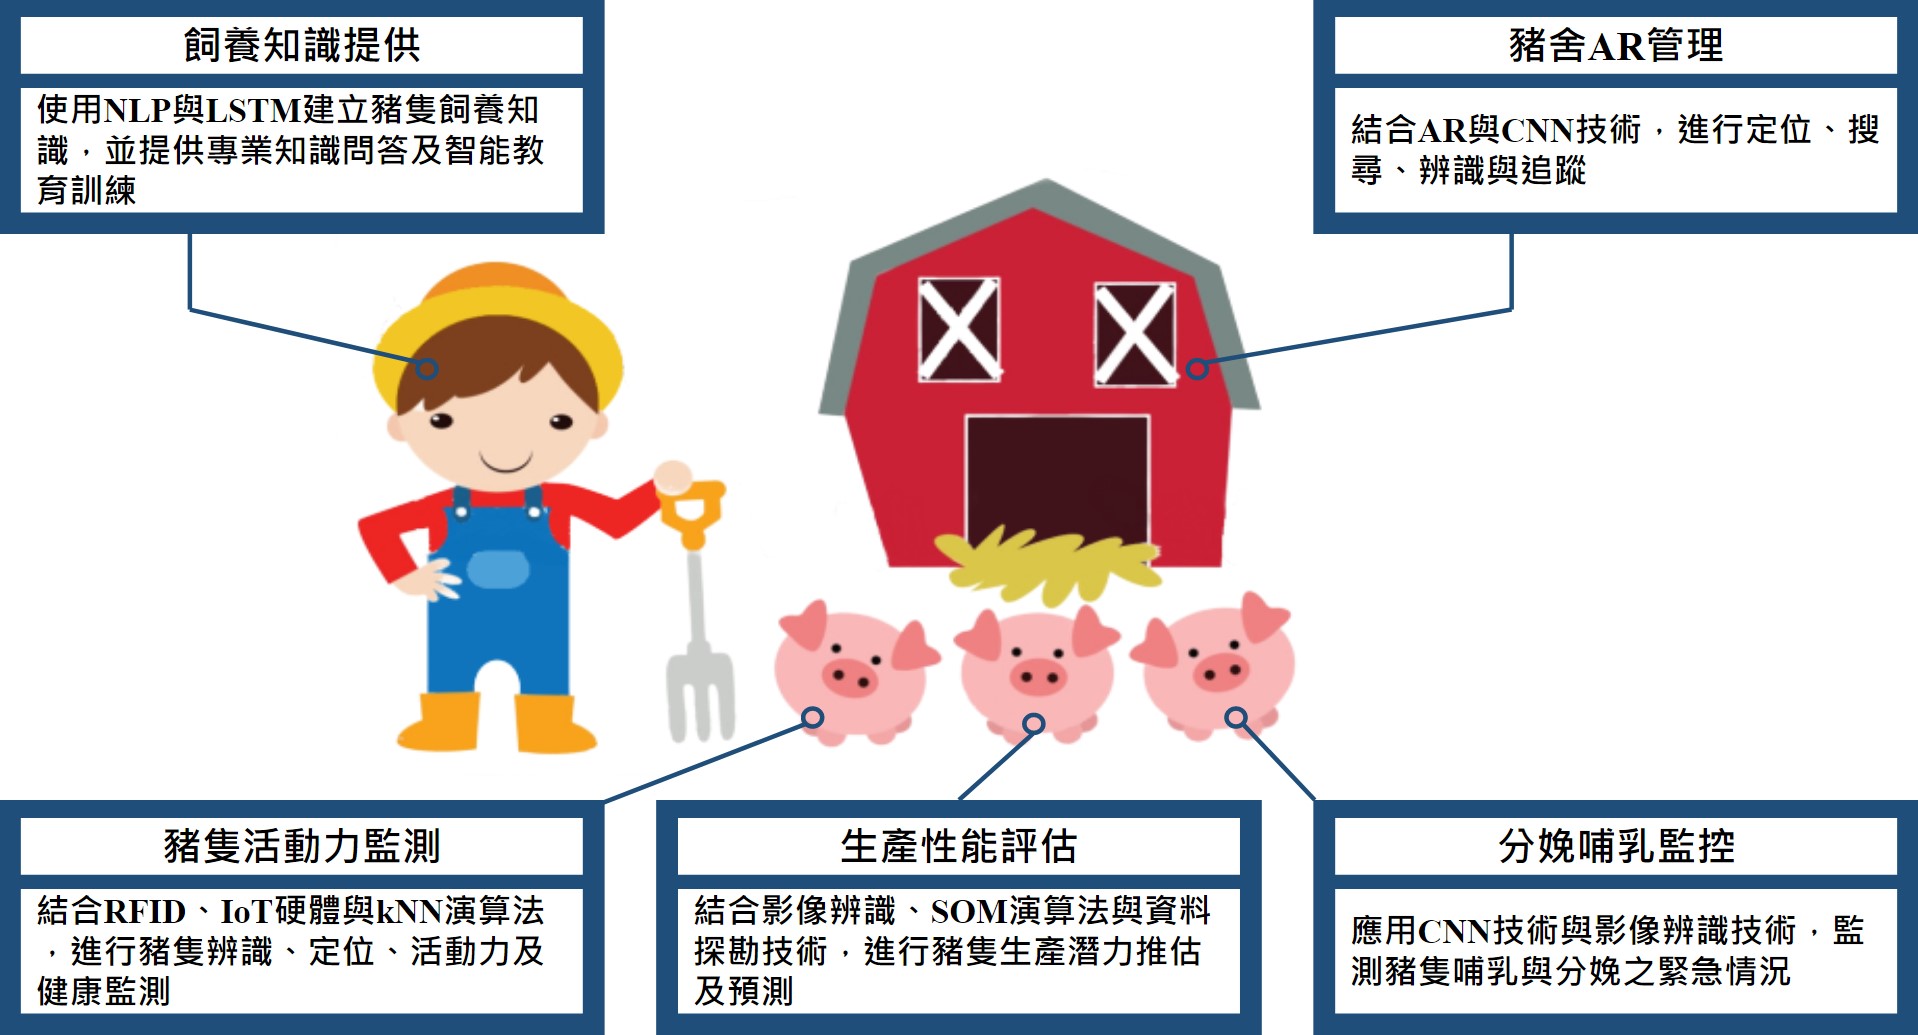 飼養知識提供
使用NLP與LSTM建立豬隻飼養知
識，並提供專業知識問答及智能教
育訓練
豬舍AR管理
結合AR與CNN技術，進行定位、搜
尋、辨識與追蹤
豬隻活動力監測
結合RFID、IoT硬體與kNN演算法
，進行豬隻辨識、定位、活動力及
健康監測
生產性能評估
結合影像辨識、SOM演算法與資料
探勘技術，進行豬隻生產潛力推估
及預測
分娩哺乳監控
應用CNN技術與影像辨識技術，監
測豬隻哺乳與分娩之緊急情況